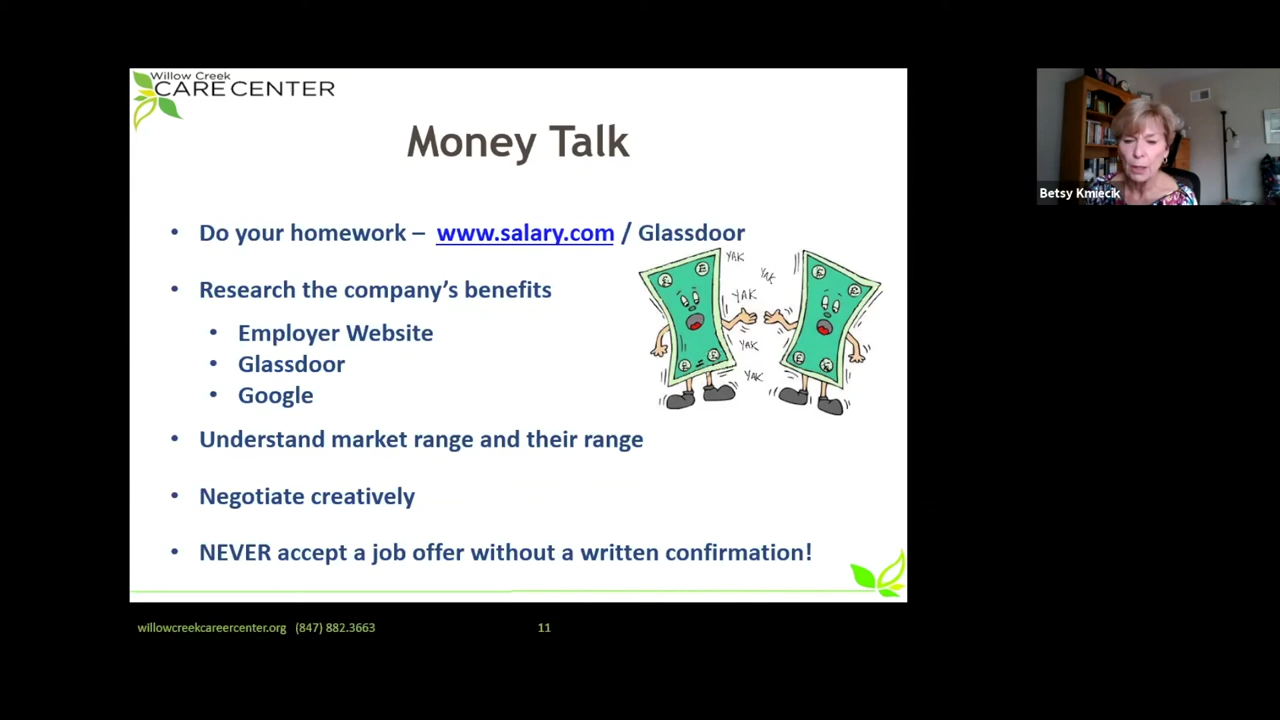 Willow Creek
CARE CENTER
Money Talk
• Do your homework – www.salary.com / Glassdoor
• Research the company's benefits
• Employer Website
• Glassdoor
• Google
• Understand market range and their range
• Negotiate creatively
• NEVER accept a job offer without a written confirmation!
YAK
YAK
YAK
YAK
YAK
Betsy Kmiecik
willowcreekcareercenter.org (847) 882.3663
11